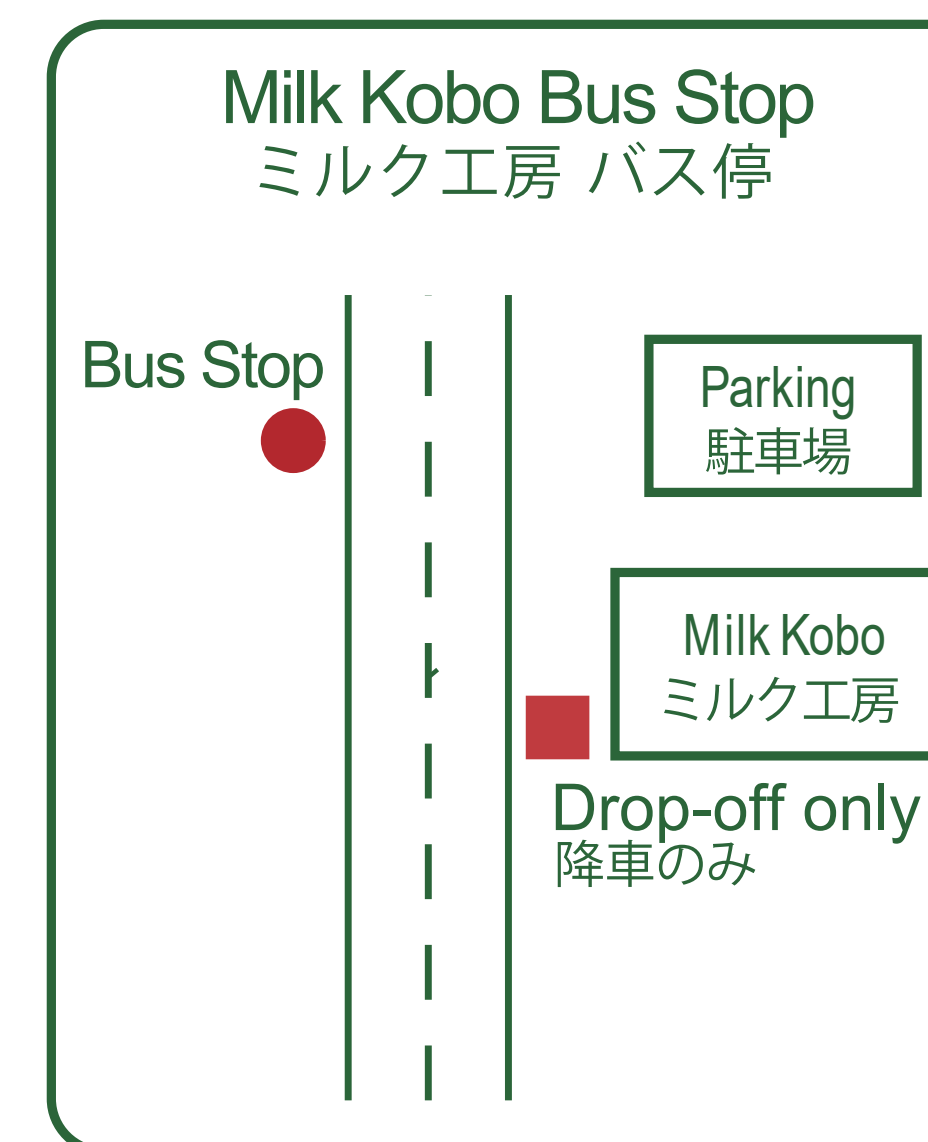 Milk Kobo Bus Stop
ミルク工房 バス停
Bus Stop
Parking
駐車場
Milk Kobo
ミルク工房
Drop-off only
降車のみ